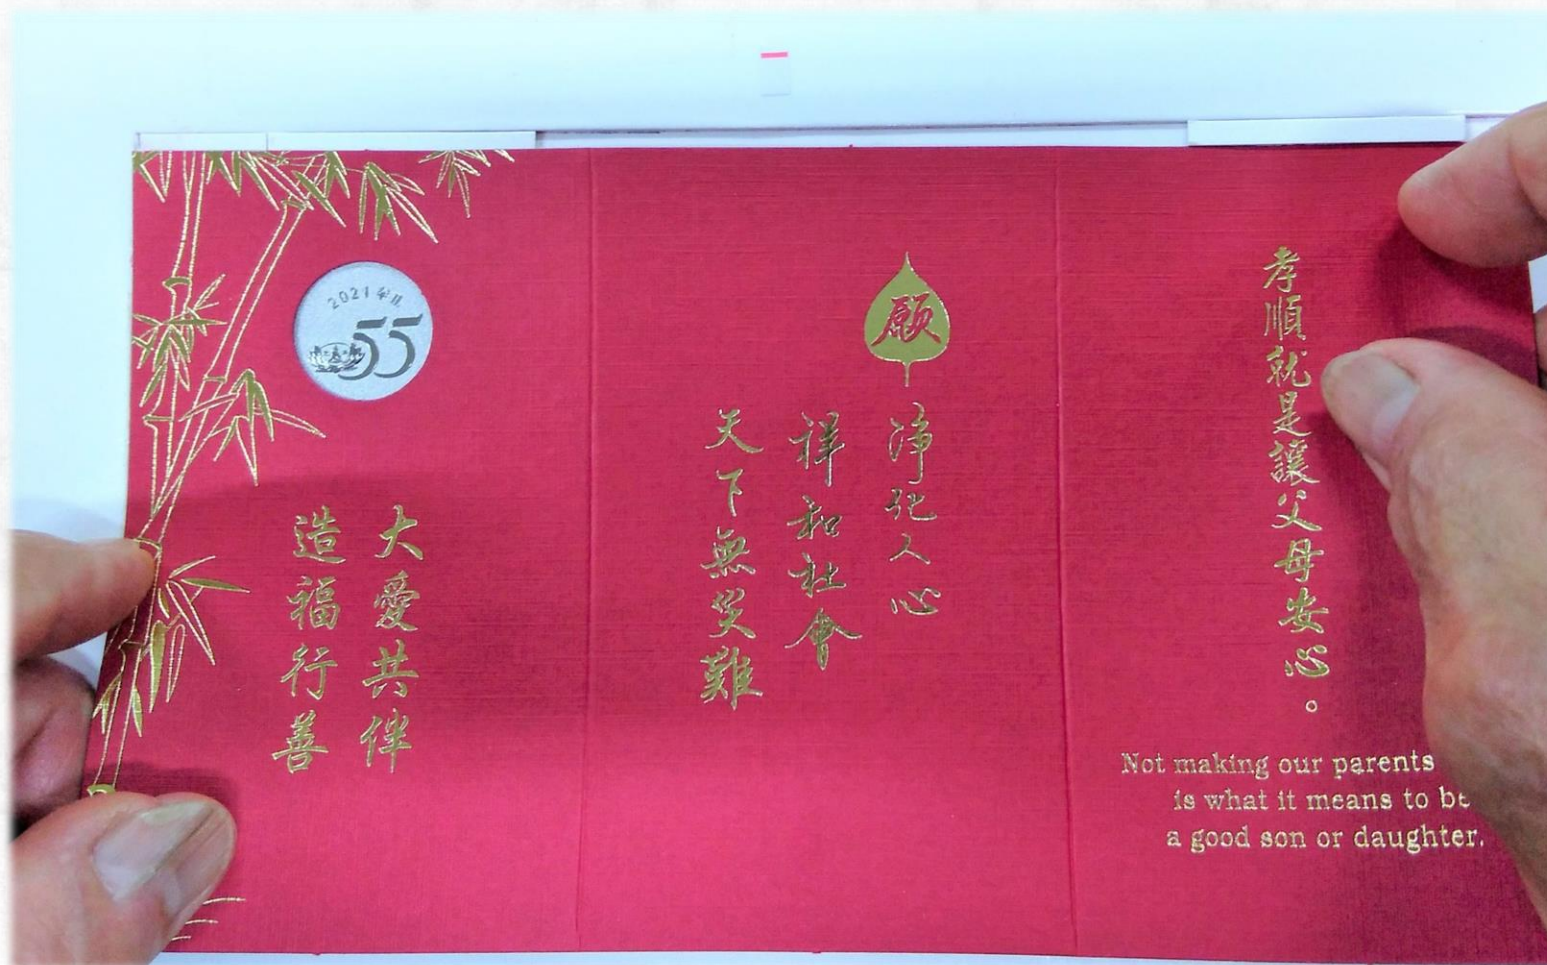 2021年
55
大愛共伴
造福行善
願
淨化人心
祥和社會
天下無災難
孝順就是讓父母安心。
Not making our parents
is what it means to be
a good son or daughter.